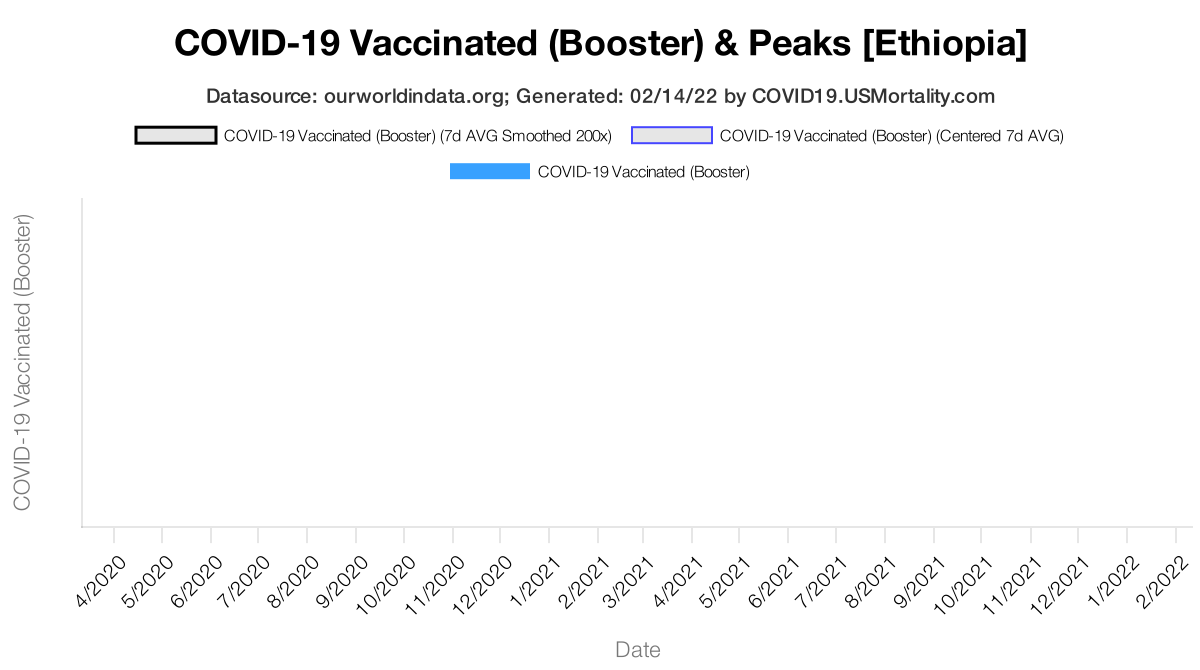 COVID-19 Vaccinated (Booster) & Peaks [Ethiopia]
Datasource: ourworldindata.org; Generated: 02/14/22 by COVID19.USMortality.com
COVID-19 Vaccinated (Booster) (7d AVG Smoothed 200x) COVID-19 Vaccinated (Booster) (Centered 7d AVG)
COVID-19 Vaccinated (Booster)
COVID-19 Vaccinated (Booster)
4/2020 5/2020 6/2020 7/2020 8/2020 9/2020 10/2020 11/2020 12/2020 1/2021 2/2021 3/2021 4/2021 5/2021 6/2021 7/2021 8/2021 9/2021 10/2021 11/2021 12/2021 1/2022 2/2022
Date